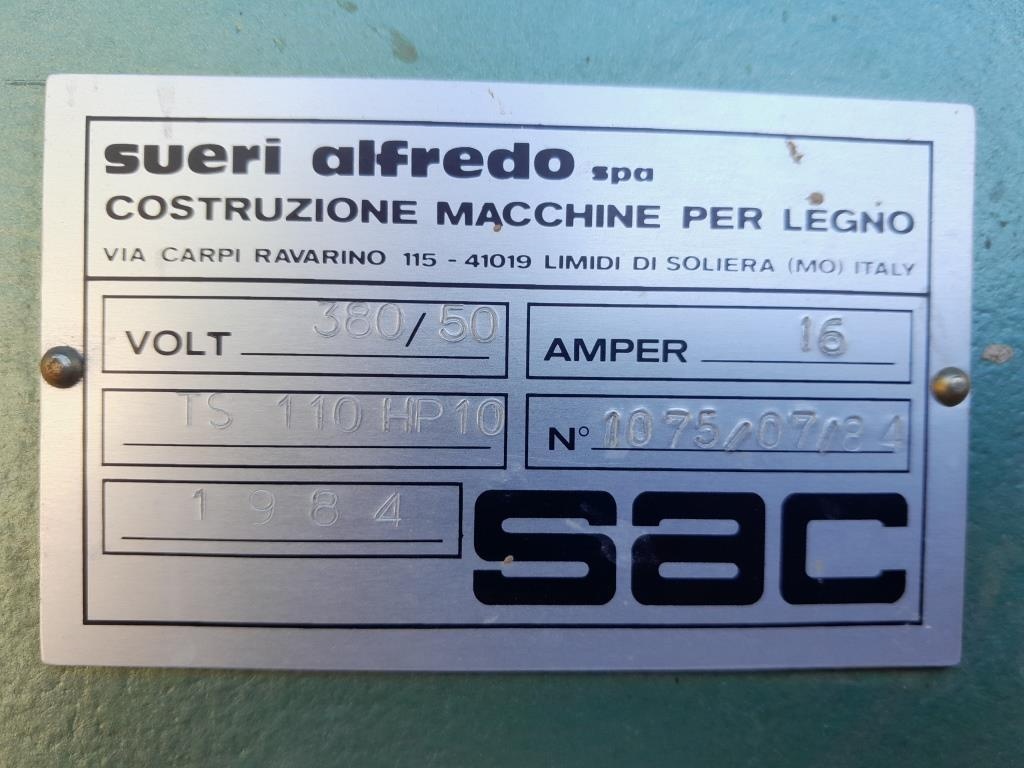 sueri alfredo spa
COSTRUZIONE MACCHINE PER LEGNO
VIA CARPI RAVARINO 115 - 41019 LIMIDI DI SOLIERA (MO) ITALY
VOLT 380/50
AMPER 16
TS 110 HP10
N° 1075/07/84
1984
sac